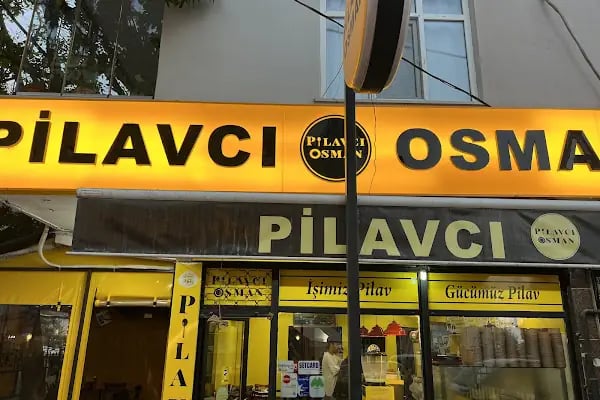 PİLAVCI
PİLAVCI
OSMAN
OSMAN
PİLAVCI
PİLAVCI
OSMAN
PİLAVCI
OSMAN
İşimiz Pilav
Gücümüz Pilav
PİLA
SETCARD